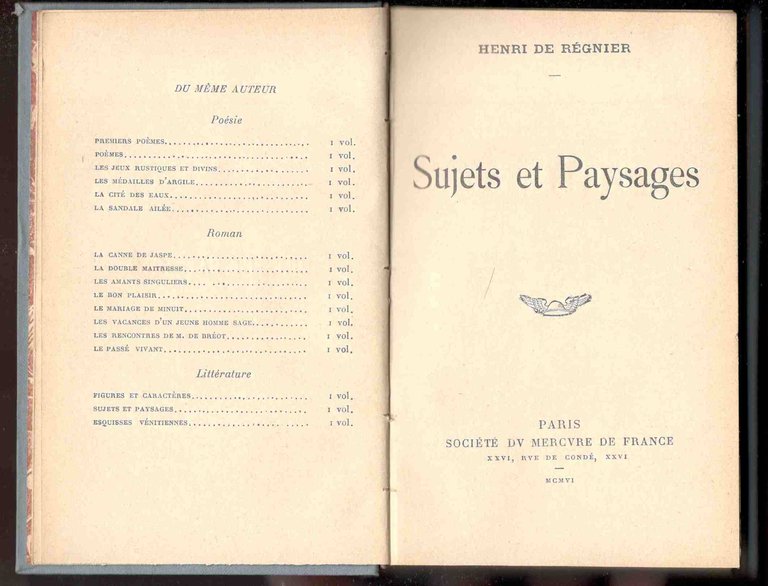 DU MÊME AUTEUR
Poésie
PREMIERS POÈMES 1 vol.
POÈMES 1 vol.
LES JEUX RUSTIQUES ET DIVINS 1 vol.
LES MÉDAILLES D'ARGILE 1 vol.
LA CITÉ DES EAUX 1 vol.
LA SANDALE AILÉE 1 vol.
Roman
LA CANNE DE JASPE 1 vol.
LA DOUBLE MAITRESSE 1 vol.
LES AMANTS SINGULIERS 1 vol.
LE BON PLAISIR 1 vol.
LE MARIAGE DE MINUIT 1 vol.
LES VACANCES D'UN JEUNE HOMME SAGE 1 vol.
LES RENCONTRES DE M. DE BRÉOT 1 vol.
LE PASSÉ VIVANT 1 vol.
Littérature
FIGURES ET CARACTÈRES 1 vol.
SUJETS ET PAYSAGES 1 vol.
ESQUISSES VÉNITIENNES 1 vol.
HENRI DE RÉGNIER
Sujets et Paysages
PARIS
SOCIÉTÉ DV MERCVRE DE FRANCE
XXVI, RVE DE CONDÉ, XXVI
MCMVI